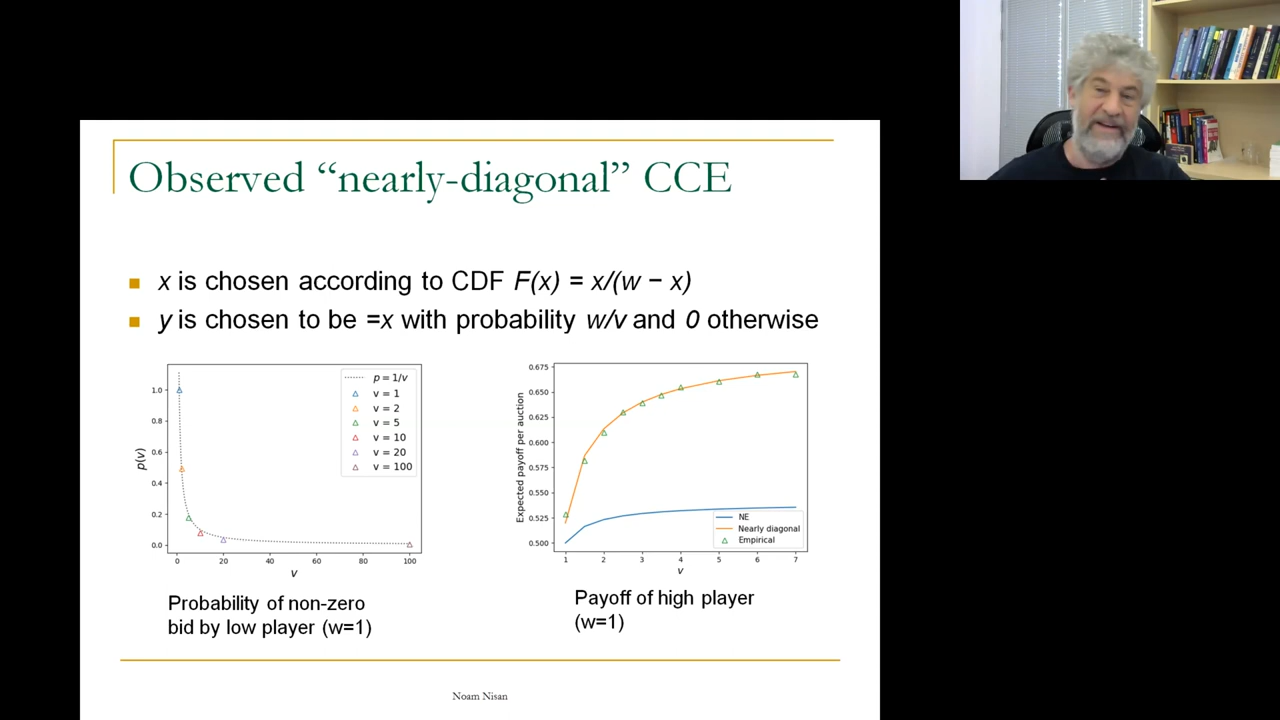 Observed “nearly-diagonal” CCE
x is chosen according to CDF F(x) = x/(w − x)
y is chosen to be =x with probability w/v and 0 otherwise
p = 1/v
v = 1
v = 2
v = 5
v = 10
v = 20
v = 100
1.0
0.8
0.6
0.4
0.2
0.0
p(v)
0 20 40 60 80 100
v
Probability of non-zero
bid by low player (w=1)
0.675
0.650
0.625
0.600
0.575
0.550
0.525
0.500
Expected payoff per auction
NE
Nearly diagonal
Empirical
1 2 3 4 5 6 7
v
Payoff of high player
(w=1)
Noam Nisan